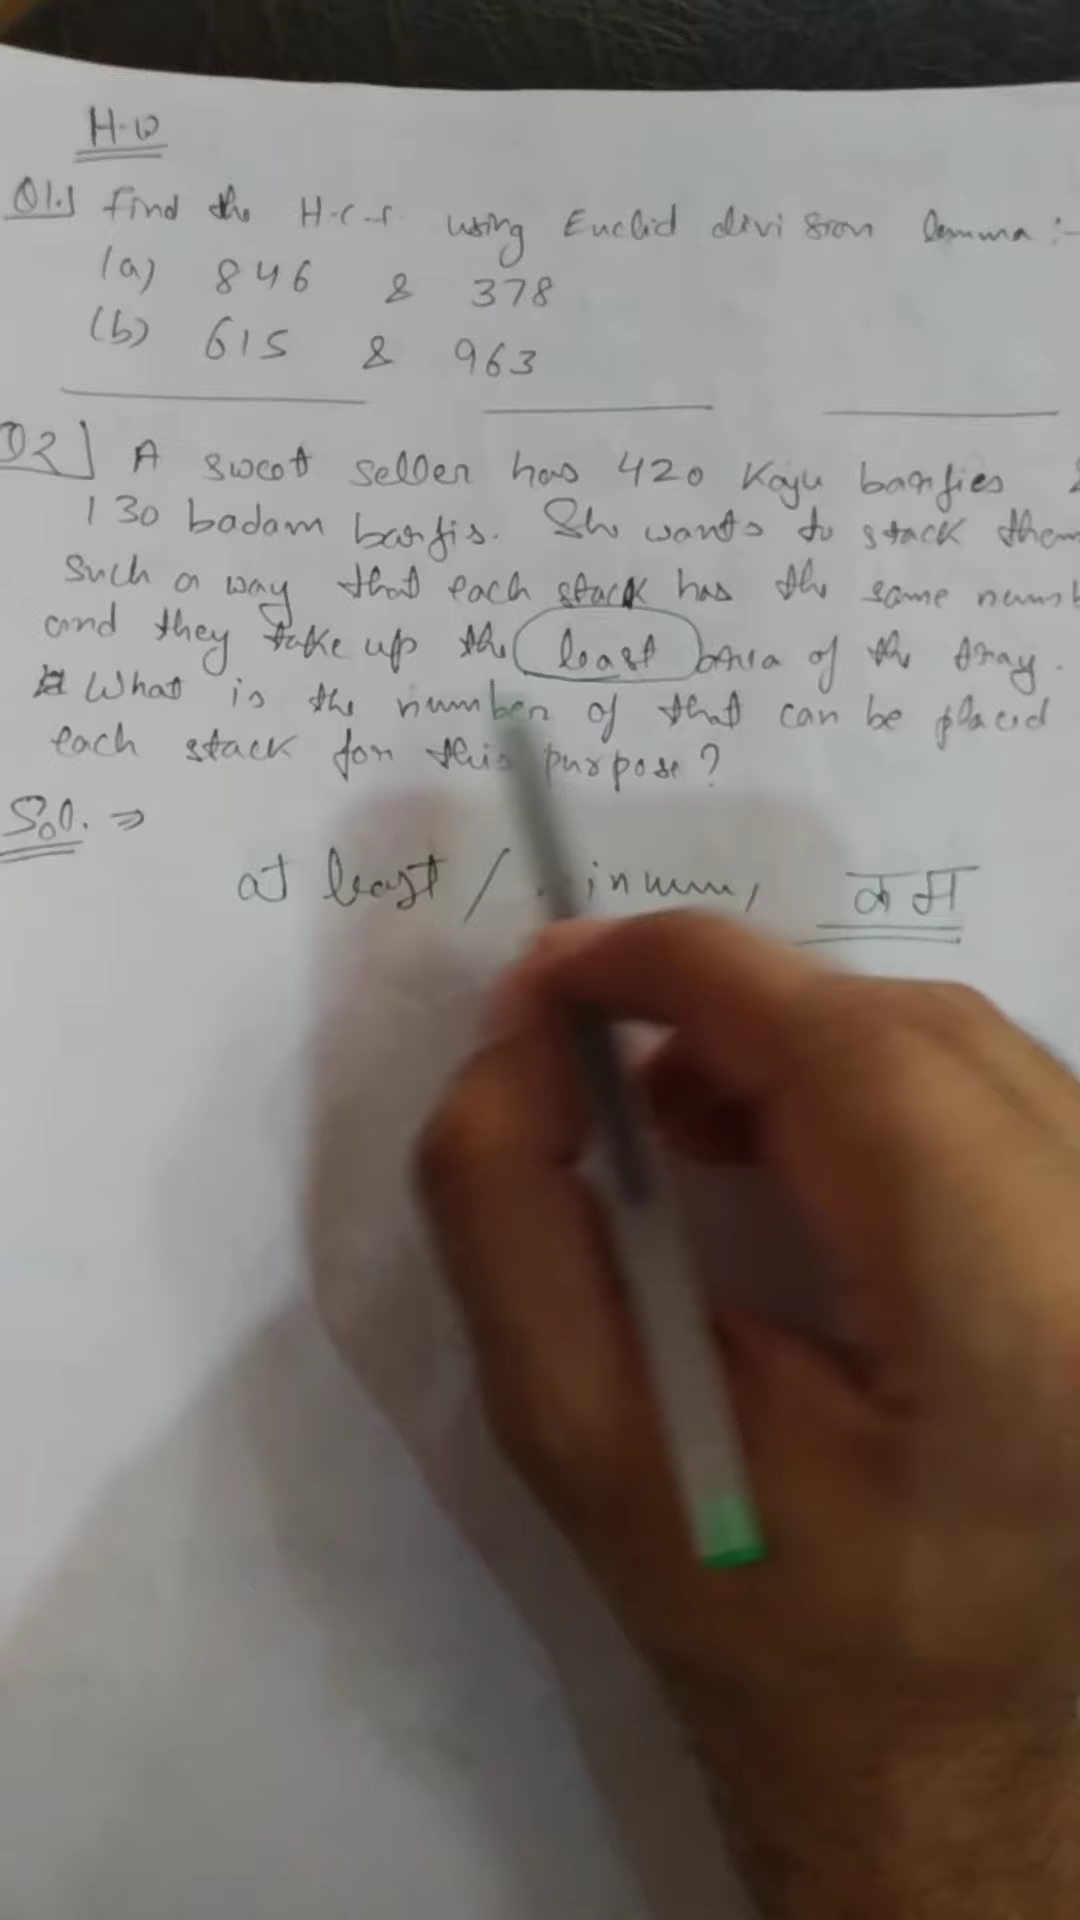 H.W
Q1.] find the H.C.F. using Euclid division lemma :-
(a) 846 & 378
(b) 615 & 963
Q2] A sweet seller has 420 Kaju barfies &
130 badam barfis. She wants to stack them
such a way that each stack has the same numb
and they take up the least area of the tray.
What is the number of that can be placed
each stack for this purpose?
Sol. ⇒
at least / कम